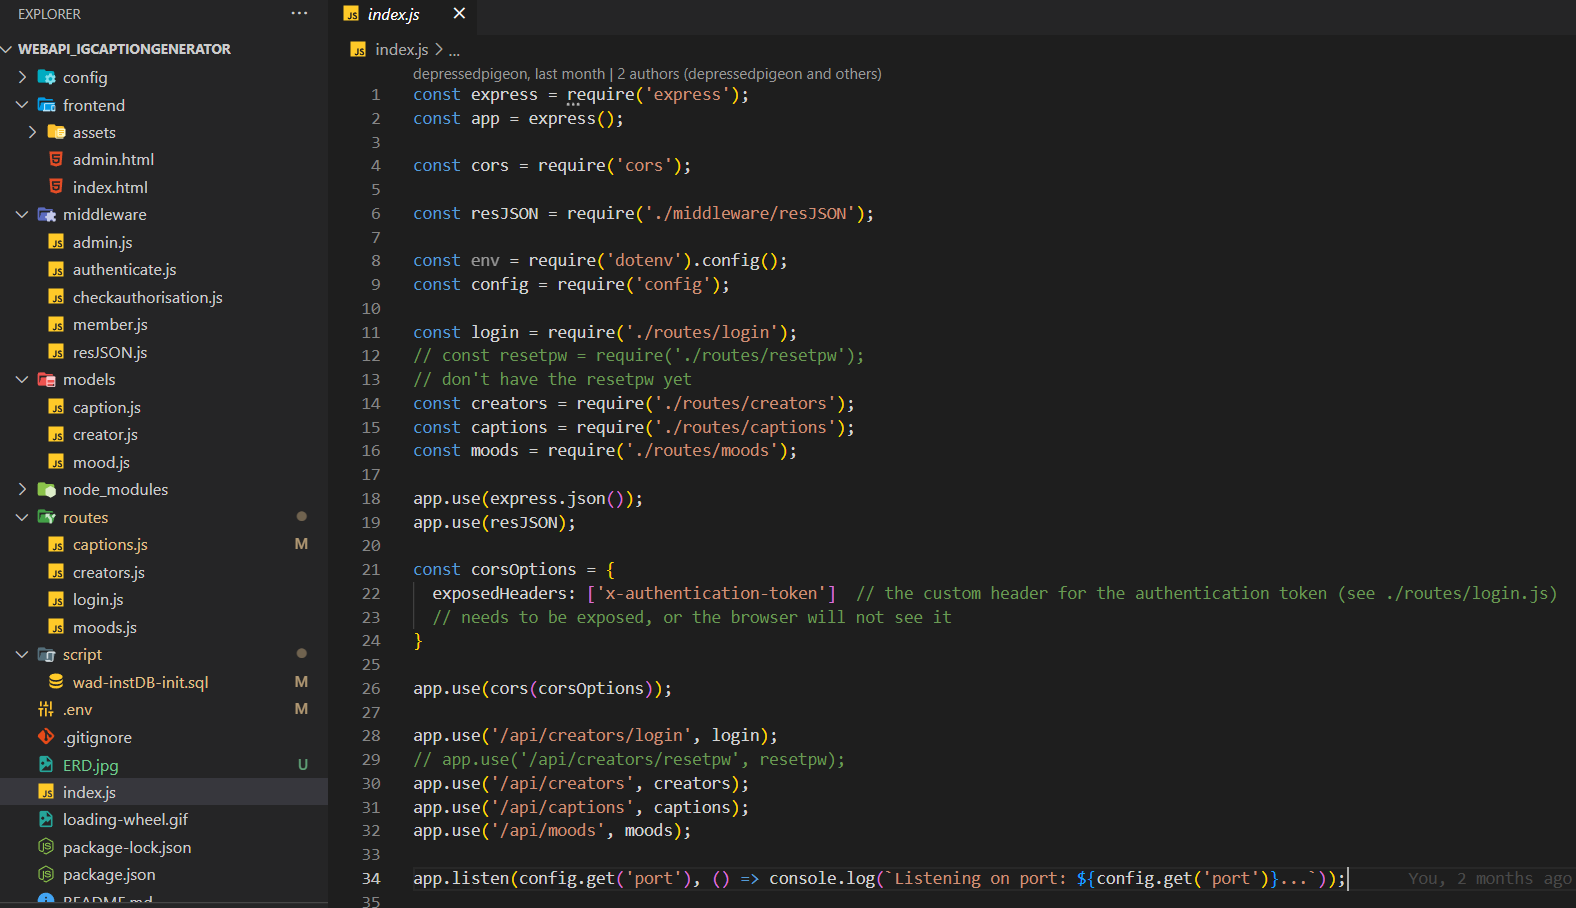 EXPLORER
WEBAPI_IGCAPTIONGENERATOR
config
frontend
assets
admin.html
index.html
middleware
admin.js
authenticate.js
checkauthorisation.js
member.js
resJSON.js
models
caption.js
creator.js
mood.js
node_modules
routes
captions.js M
creators.js
login.js
moods.js
script
wad-instDB-init.sql M
.env M
.gitignore
ERD.jpg U
index.js
loading-wheel.gif
package-lock.json
package.json
README.md
index.js
index.js > ...
depressedpigeon, last month | 2 authors (depressedpigeon and others)
1 const express = require('express');
2 const app = express();
3
4 const cors = require('cors');
5
6 const resJSON = require('./middleware/resJSON');
7
8 const env = require('dotenv').config();
9 const config = require('config');
10
11 const login = require('./routes/login');
12 // const resetpw = require('./routes/resetpw');
13 // don't have the resetpw yet
14 const creators = require('./routes/creators');
15 const captions = require('./routes/captions');
16 const moods = require('./routes/moods');
17
18 app.use(express.json());
19 app.use(resJSON);
20
21 const corsOptions = {
22 exposedHeaders: ['x-authentication-token']  // the custom header for the authentication token (see ./routes/login.js)
23 // needs to be exposed, or the browser will not see it
24 }
25
26 app.use(cors(corsOptions));
27
28 app.use('/api/creators/login', login);
29 // app.use('/api/creators/resetpw', resetpw);
30 app.use('/api/creators', creators);
31 app.use('/api/captions', captions);
32 app.use('/api/moods', moods);
33
34 app.listen(config.get('port'), () => console.log(`Listening on port: ${config.get('port')}...`)); You, 2 months ago
35